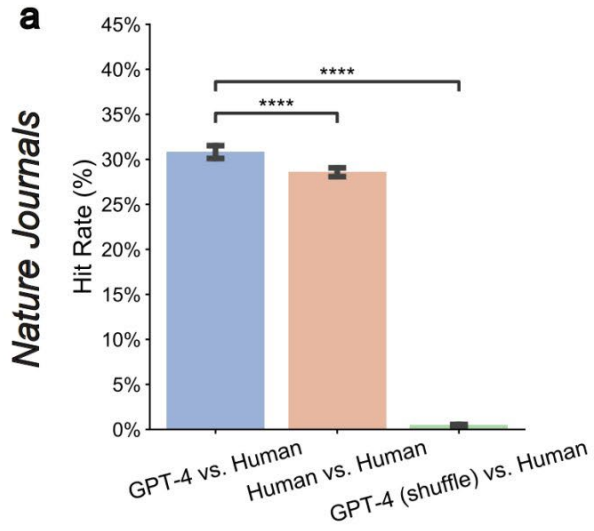 a
Nature Journals
Hit Rate (%)
45%
40%
35%
30%
25%
20%
15%
10%
5%
0%
****
****
GPT-4 vs. Human
Human vs. Human
GPT-4 (shuffle) vs. Human